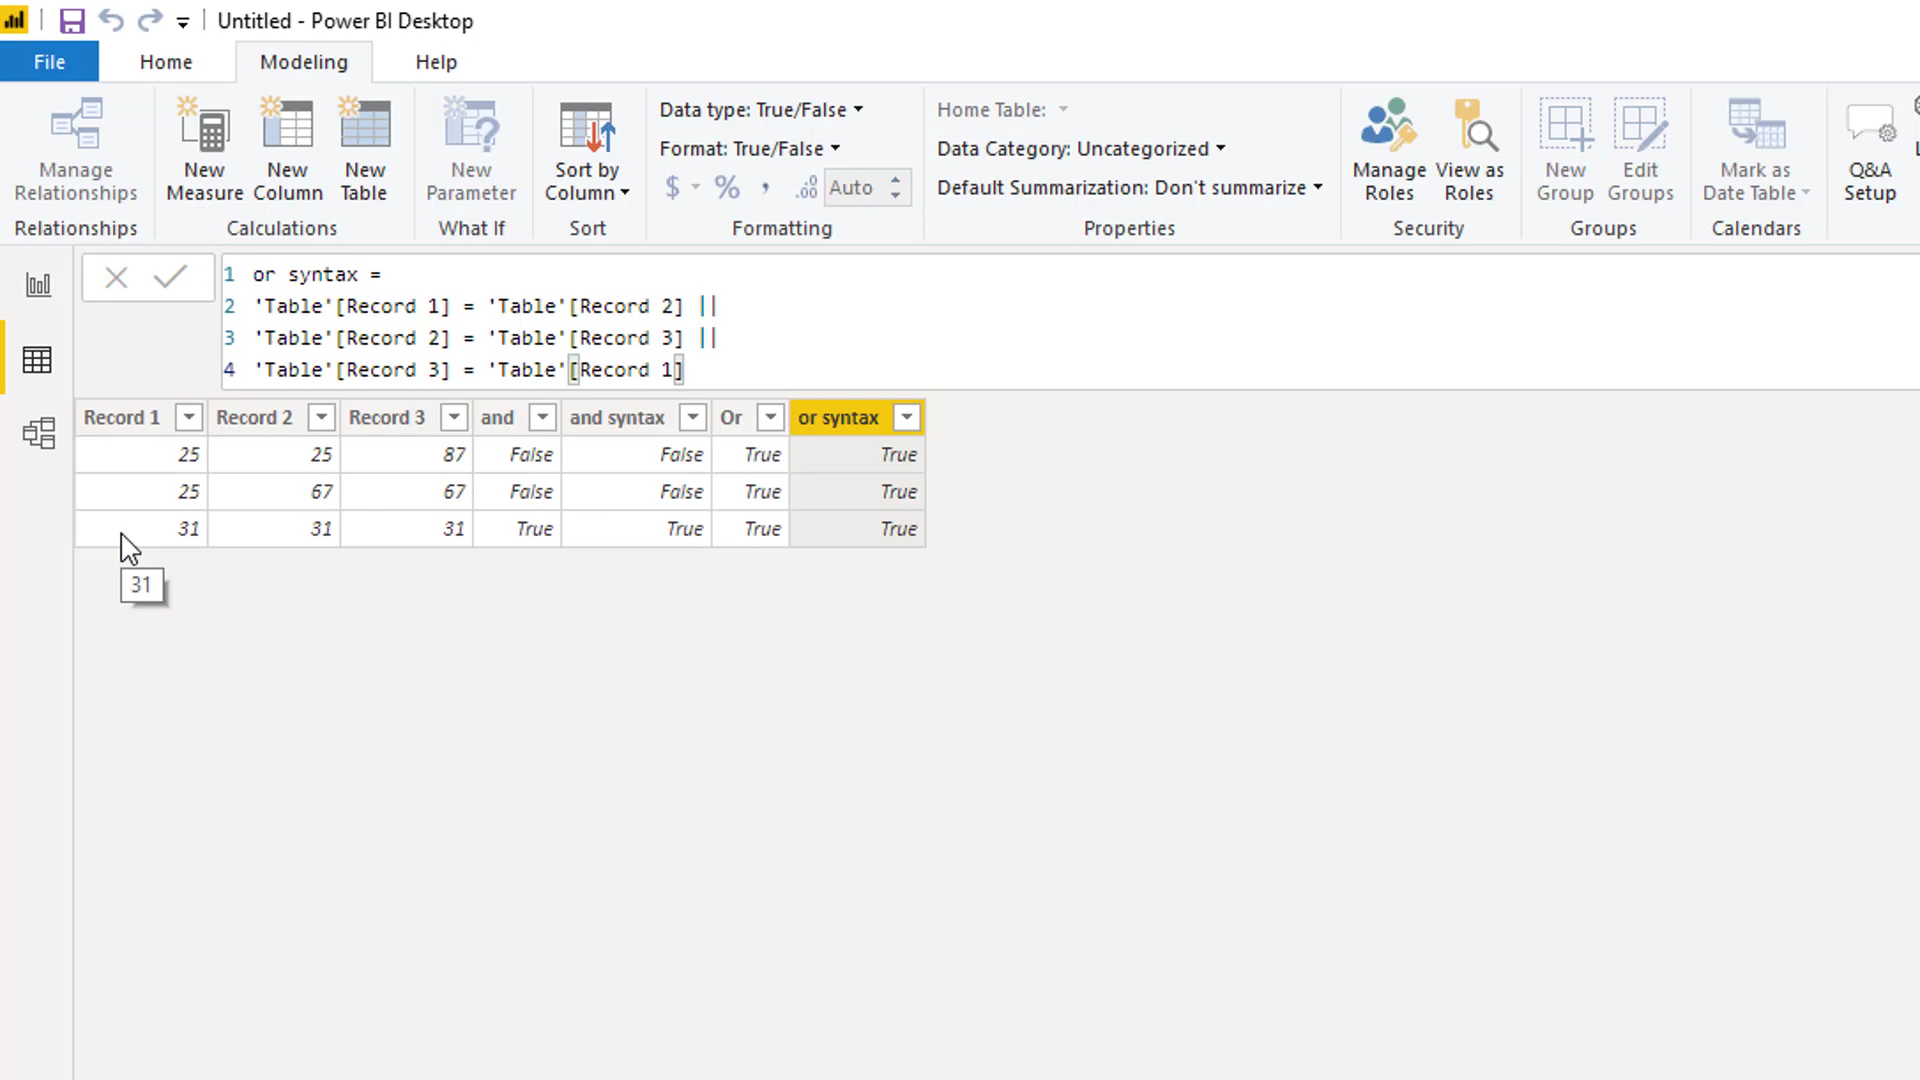 Untitled - Power BI Desktop
File Home Modeling Help
Manage Relationships
New Measure
New Column
New Table
New Parameter
Sort by Column
Data type: True/False
Format: True/False
$ % , .00 Auto
Home Table:
Data Category: Uncategorized
Default Summarization: Don't summarize
Manage Roles
View as Roles
New Group
Edit Groups
Mark as Date Table
Q&A Setup
Relationships Calculations What If Sort Formatting Properties Security Groups Calendars
1 or syntax =
2 'Table'[Record 1] = 'Table'[Record 2] ||
3 'Table'[Record 2] = 'Table'[Record 3] ||
4 'Table'[Record 3] = 'Table'[Record 1]
Record 1 Record 2 Record 3 and and syntax Or or syntax
25 25 87 False False True True
25 67 67 False False True True
31 31 31 True True True True
31